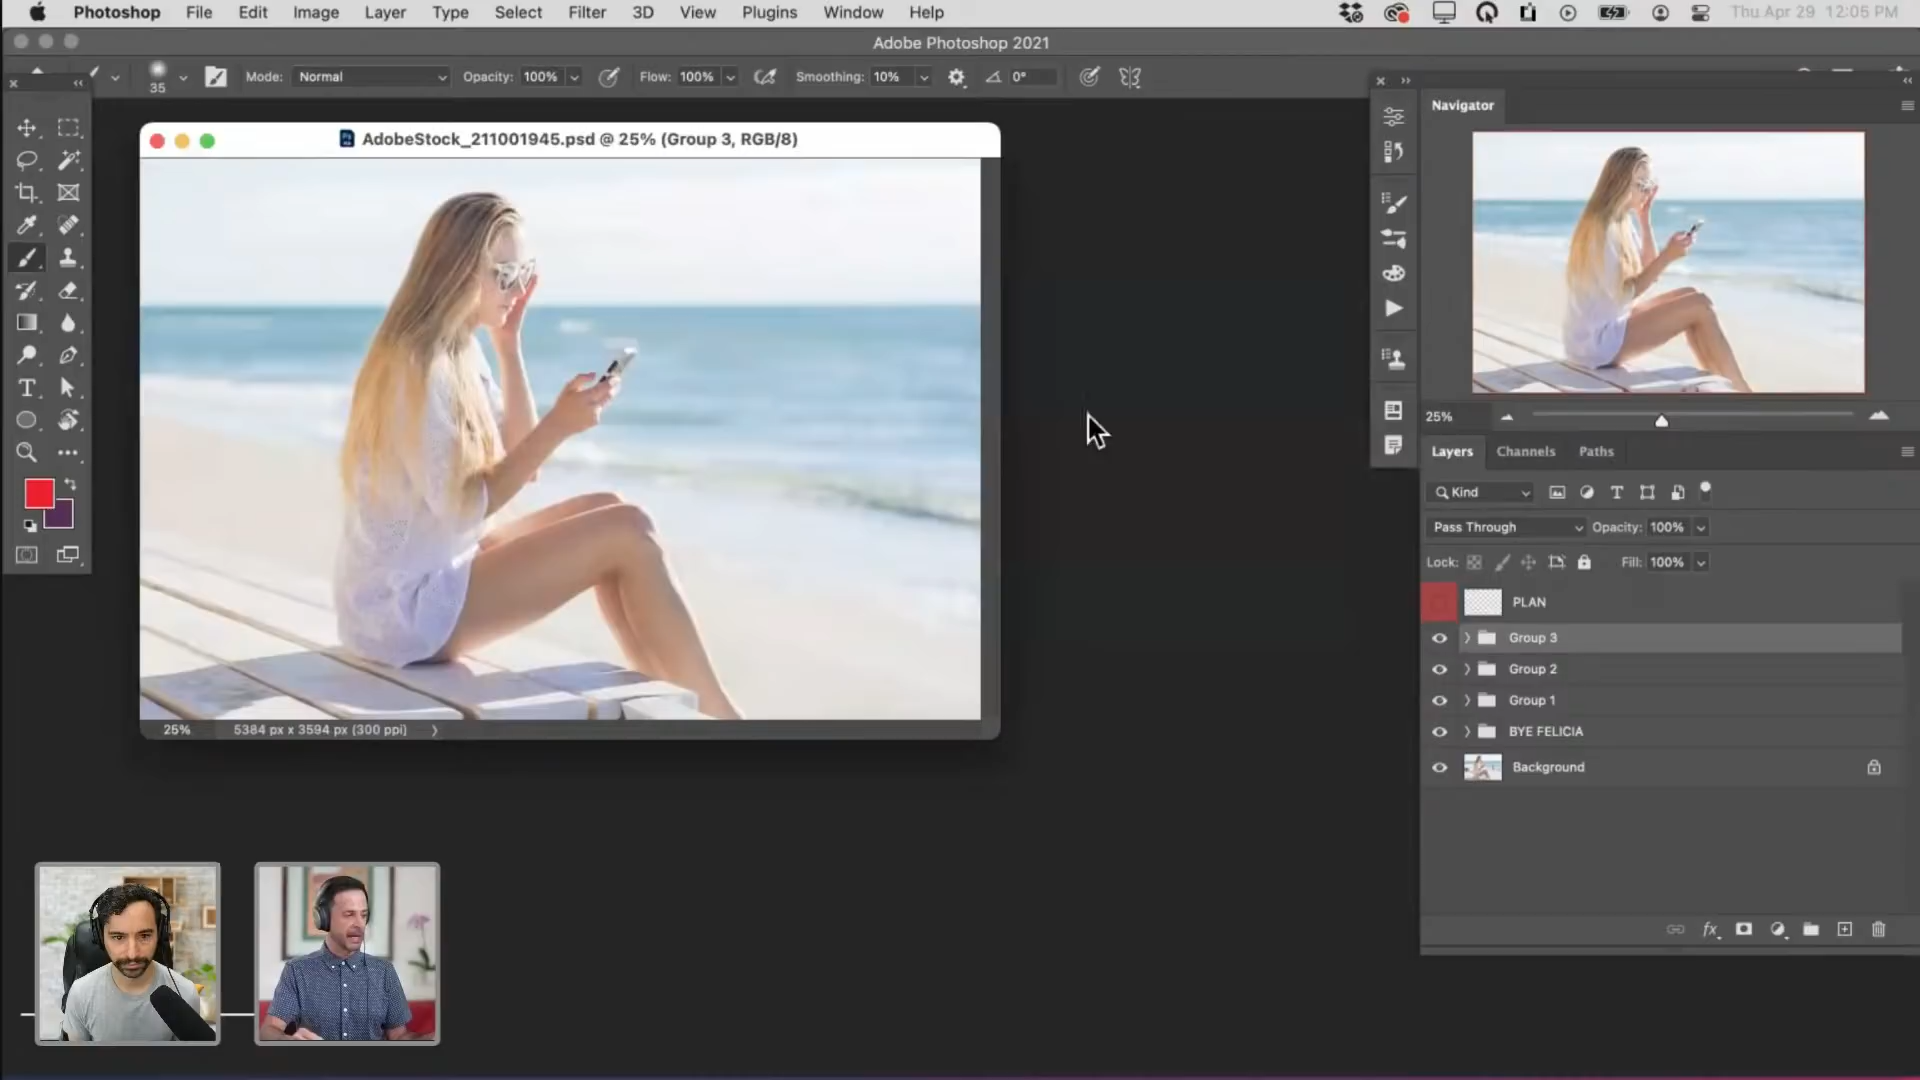 Photoshop File Edit Image Layer Type Select Filter 3D View Plugins Window Help Thu Apr 29 12:05 PM
Adobe Photoshop 2021
35 Mode: Normal Opacity: 100% Flow: 100% Smoothing: 10% 0°
AdobeStock_211001945.psd @ 25% (Group 3, RGB/8)
25% 5384 px x 3594 px (300 ppi)
Navigator
25%
Layers Channels Paths
Kind
Pass Through Opacity: 100%
Lock: Fill: 100%
PLAN
Group 3
Group 2
Group 1
BYE FELICIA
Background